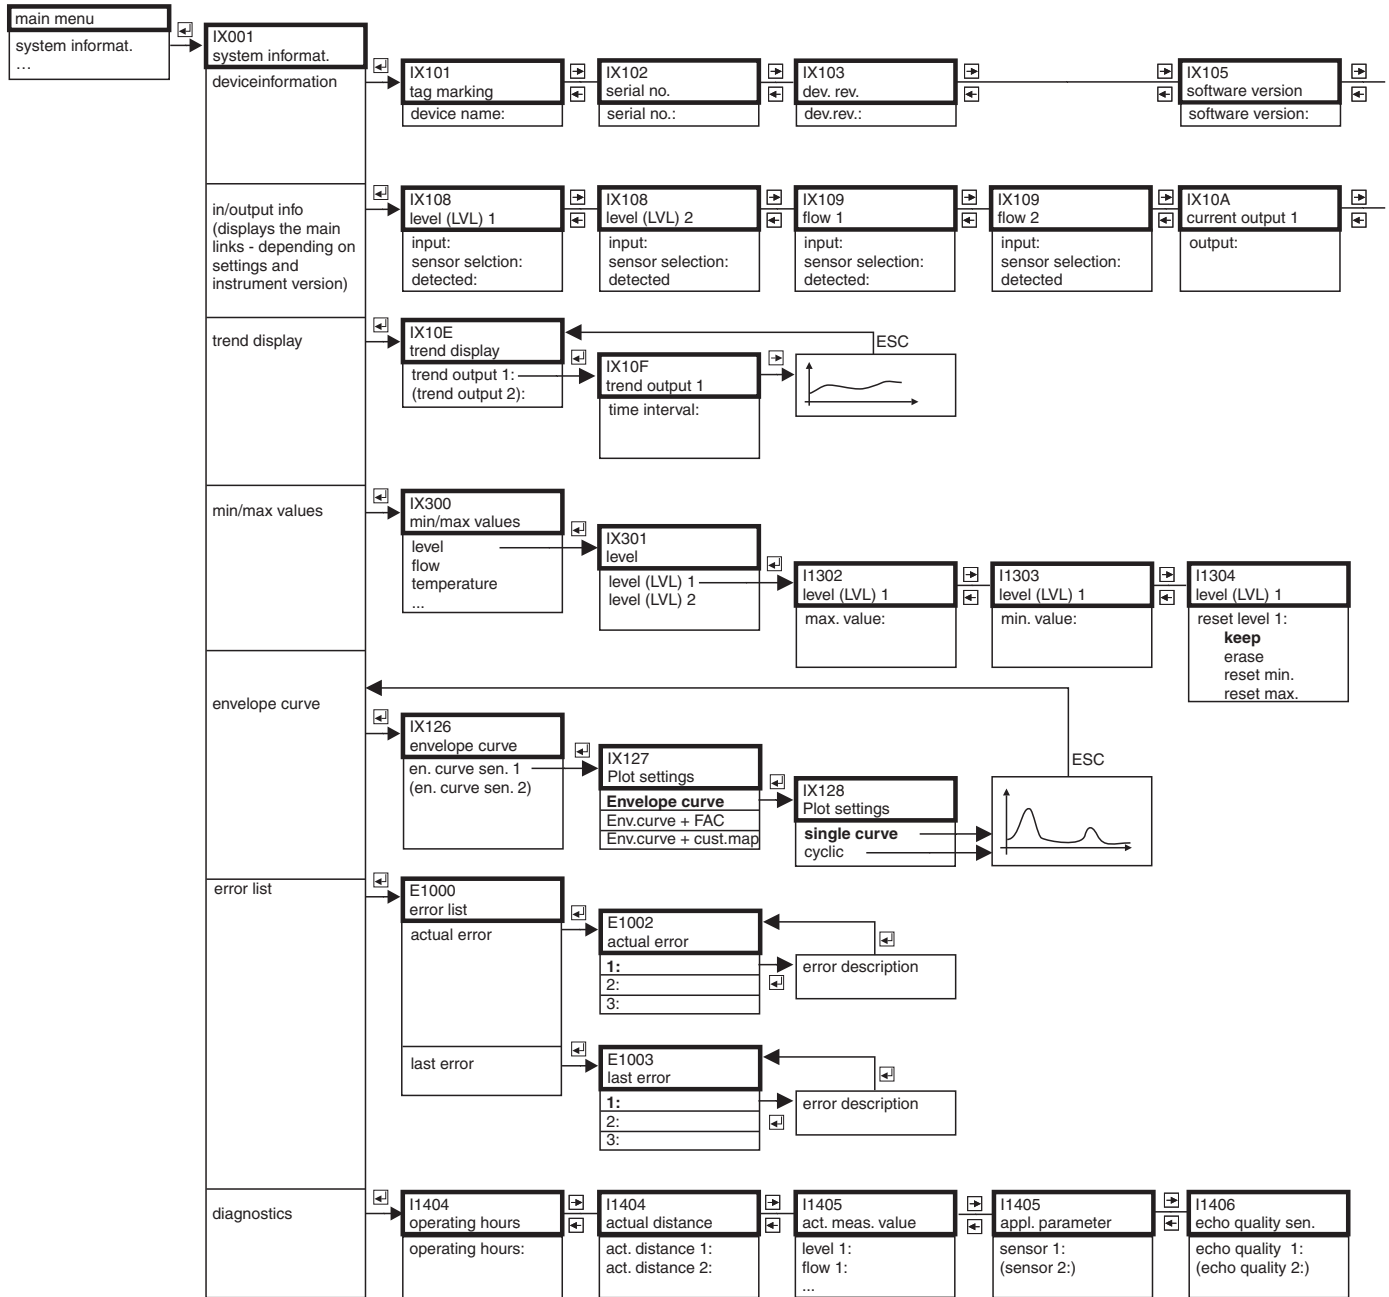 main menu
system informat.
...
IX001
system informat.
deviceinformation
IX101
tag marking
device name:
IX102
serial no.
serial no.:
IX103
dev. rev.
dev.rev.:
IX105
software version
software version:
in/output info
(displays the main
links - depending on
settings and
instrument version)
IX108
level (LVL) 1
input:
sensor selction:
detected:
IX108
level (LVL) 2
input:
sensor selection:
detected
IX109
flow 1
input:
sensor selection:
detected:
IX109
flow 2
input:
sensor selection:
detected
IX10A
current output 1
output:
trend display
IX10E
trend display
trend output 1:
(trend output 2):
IX10F
trend output 1
time interval:
ESC
min/max values
IX300
min/max values
level
flow
temperature
...
IX301
level
level (LVL) 1
level (LVL) 2
I1302
level (LVL) 1
max. value:
I1303
level (LVL) 1
min. value:
I1304
level (LVL) 1
reset level 1:
keep
erase
reset min.
reset max.
envelope curve
IX126
envelope curve
en. curve sen. 1
(en. curve sen. 2)
IX127
Plot settings
Envelope curve
Env.curve + FAC
Env.curve + cust.map
IX128
Plot settings
single curve
cyclic
ESC
error list
E1000
error list
actual error
E1002
actual error
1:
2:
3:
error description
last error
E1003
last error
1:
2:
3:
error description
diagnostics
I1404
operating hours
operating hours:
I1404
actual distance
act. distance 1:
act. distance 2:
I1405
act. meas. value
level 1:
flow 1:
...
I1405
appl. parameter
sensor 1:
(sensor 2:)
I1406
echo quality sen.
echo quality 1:
(echo quality 2:)